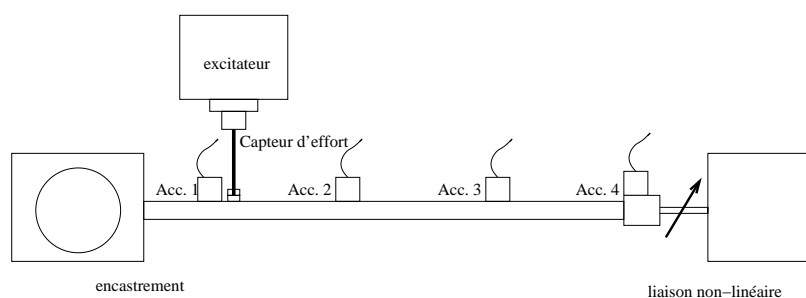 excitateur
Capteur d'effort
Acc. 1
Acc. 2
Acc. 3
Acc. 4
encastrement
liaison non−linéaire